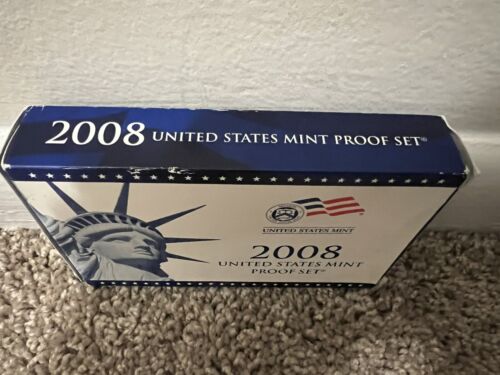 2008 UNITED STATES MINT PROOF SET®
UNITED STATES MINT
2008
UNITED STATES MINT
PROOF SET®